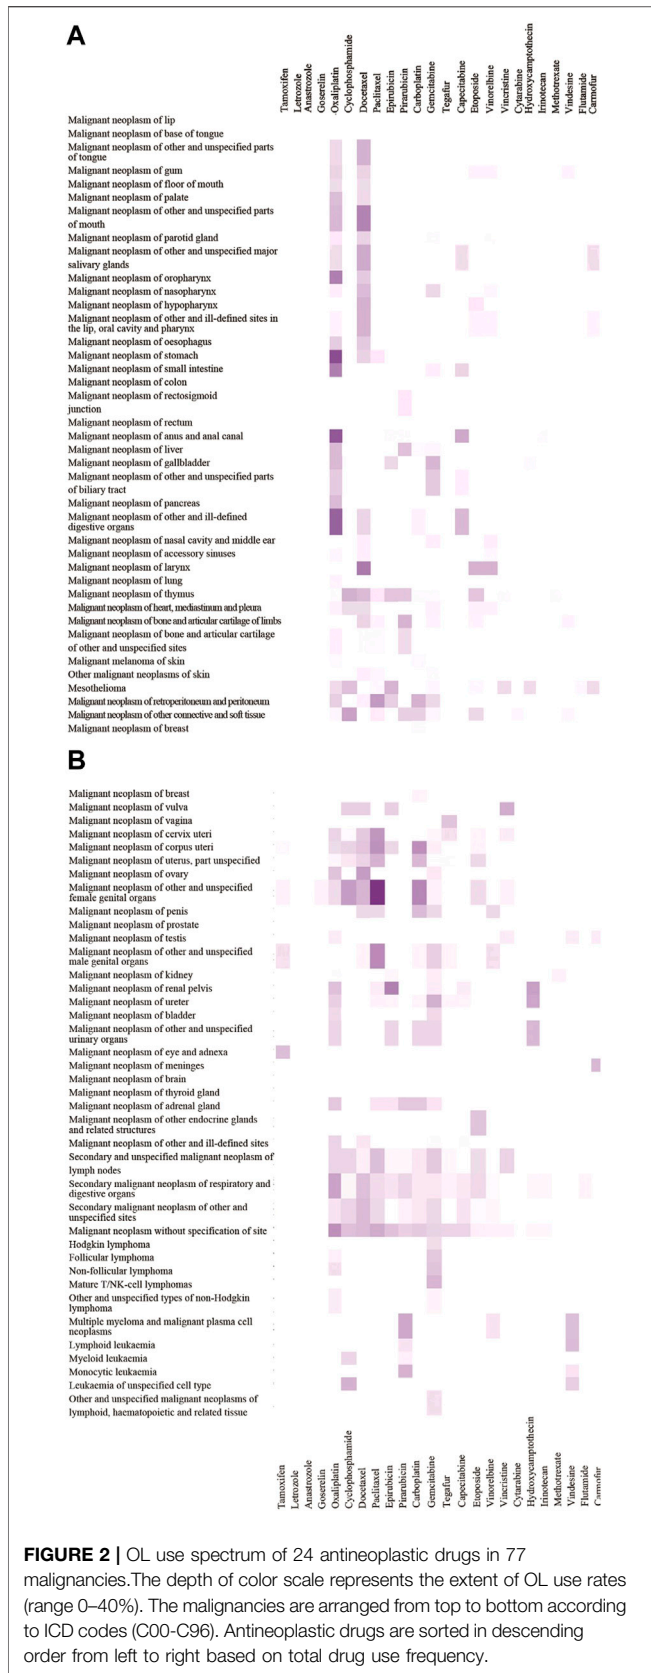 A
Tamoxifen
Letrozole
Anastrozole
Goserelin
Oxaliplatin
Cyclophosphamide
Docetaxel
Paclitaxel
Epirubicin
Pirarubicin
Carboplatin
Gemcitabine
Tegafur
Capecitabine
Etoposide
Vinorelbine
Vincristine
Cytarabine
Hydroxycamptothecin
Irinotecan
Methotrexate
Vindesine
Flutamide
Carmofur
Malignant neoplasm of lip
Malignant neoplasm of base of tongue
Malignant neoplasm of other and unspecified parts
of tongue
Malignant neoplasm of gum
Malignant neoplasm of floor of mouth
Malignant neoplasm of palate
Malignant neoplasm of other and unspecified parts
of mouth
Malignant neoplasm of parotid gland
Malignant neoplasm of other and unspecified major
salivary glands
Malignant neoplasm of oropharynx
Malignant neoplasm of nasopharynx
Malignant neoplasm of hypopharynx
Malignant neoplasm of other and ill-defined sites in
the lip, oral cavity and pharynx
Malignant neoplasm of oesophagus
Malignant neoplasm of stomach
Malignant neoplasm of small intestine
Malignant neoplasm of colon
Malignant neoplasm of rectosigmoid
junction
Malignant neoplasm of rectum
Malignant neoplasm of anus and anal canal
Malignant neoplasm of liver
Malignant neoplasm of gallbladder
Malignant neoplasm of other and unspecified parts
of biliary tract
Malignant neoplasm of pancreas
Malignant neoplasm of other and ill-defined
digestive organs
Malignant neoplasm of nasal cavity and middle ear
Malignant neoplasm of accessory sinuses
Malignant neoplasm of larynx
Malignant neoplasm of lung
Malignant neoplasm of thymus
Malignant neoplasm of heart, mediastinum and pleura
Malignant neoplasm of bone and articular cartilage of limbs
Malignant neoplasm of bone and articular cartilage
of other and unspecified sites
Malignant melanoma of skin
Other malignant neoplasms of skin
Mesothelioma
Malignant neoplasm of retroperitoneum and peritoneum
Malignant neoplasm of other connective and soft tissue
Malignant neoplasm of breast
B
Malignant neoplasm of breast
Malignant neoplasm of vulva
Malignant neoplasm of vagina
Malignant neoplasm of cervix uteri
Malignant neoplasm of corpus uteri
Malignant neoplasm of uterus, part unspecified
Malignant neoplasm of ovary
Malignant neoplasm of other and unspecified
female genital organs
Malignant neoplasm of penis
Malignant neoplasm of prostate
Malignant neoplasm of testis
Malignant neoplasm of other and unspecified
male genital organs
Malignant neoplasm of kidney
Malignant neoplasm of renal pelvis
Malignant neoplasm of ureter
Malignant neoplasm of bladder
Malignant neoplasm of other and unspecified
urinary organs
Malignant neoplasm of eye and adnexa
Malignant neoplasm of meninges
Malignant neoplasm of brain
Malignant neoplasm of thyroid gland
Malignant neoplasm of adrenal gland
Malignant neoplasm of other endocrine glands
and related structures
Malignant neoplasm of other and ill-defined sites
Secondary and unspecified malignant neoplasm of
lymph nodes
Secondary malignant neoplasm of respiratory and
digestive organs
Secondary malignant neoplasm of other and
unspecified sites
Malignant neoplasm without specification of site
Hodgkin lymphoma
Follicular lymphoma
Non-follicular lymphoma
Mature T/NK-cell lymphomas
Other and unspecified types of non-Hodgkin
lymphoma
Multiple myeloma and malignant plasma cell
neoplasms
Lymphoid leukaemia
Myeloid leukaemia
Monocytic leukaemia
Leukaemia of unspecified cell type
Other and unspecified malignant neoplasms of
lymphoid, haematopoietic and related tissue
Tamoxifen
Letrozole
Anastrozole
Goserelin
Oxaliplatin
Cyclophosphamide
Docetaxel
Paclitaxel
Epirubicin
Pirarubicin
Carboplatin
Gemcitabine
Tegafur
Capecitabine
Etoposide
Vinorelbine
Vincristine
Cytarabine
Hydroxycamptothecin
Irinotecan
Methotrexate
Vindesine
Flutamide
Carmofur
FIGURE 2 | OL use spectrum of 24 antineoplastic drugs in 77
malignancies.The depth of color scale represents the extent of OL use rates
(range 0–40%). The malignancies are arranged from top to bottom according
to ICD codes (C00-C96). Antineoplastic drugs are sorted in descending
order from left to right based on total drug use frequency.